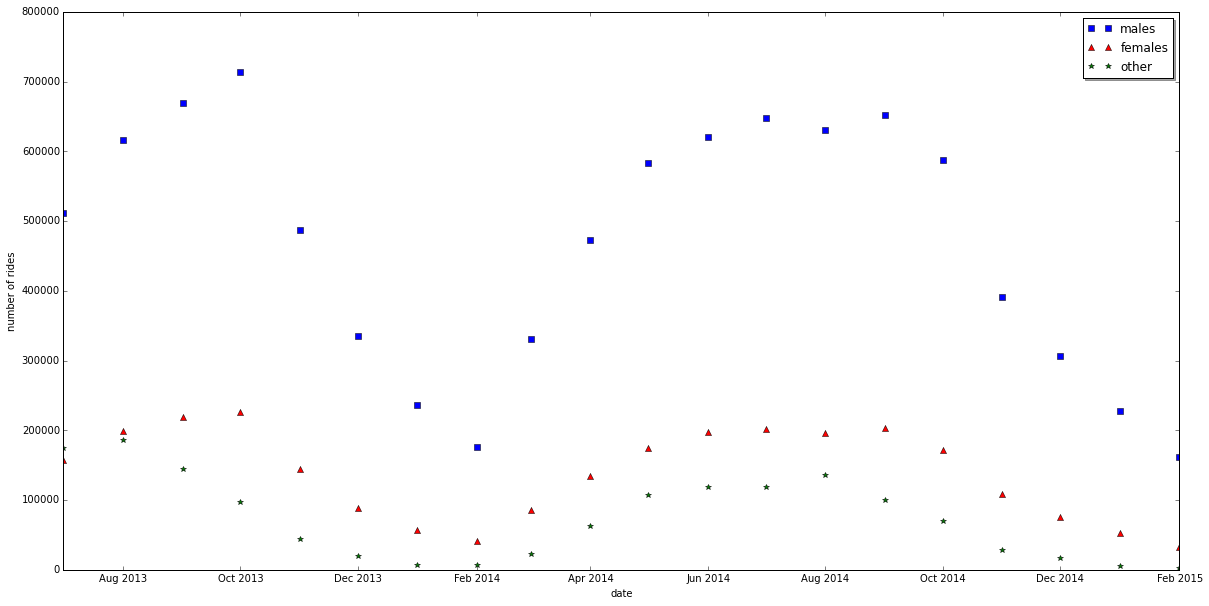 800000
700000
600000
500000
400000
300000
200000
100000
0
number of rides
males
females
other
Aug 2013 Oct 2013 Dec 2013 Feb 2014 Apr 2014 Jun 2014 Aug 2014 Oct 2014 Dec 2014 Feb 2015
date